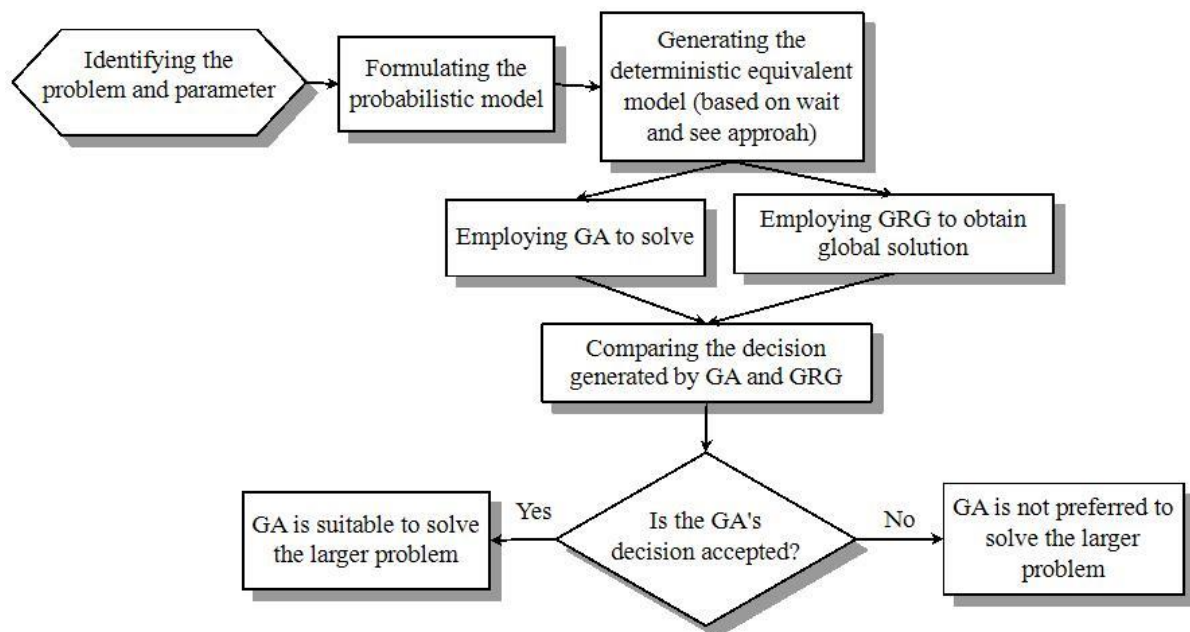 Identifying the
problem and parameter
Formulating the
probabilistic model
Generating the
deterministic equivalent
model (based on wait
and see approah)
Employing GA to solve
Employing GRG to obtain
global solution
Comparing the decision
generated by GA and GRG
Is the GA's
decision accepted?
Yes
GA is suitable to solve
the larger problem
No
GA is not preferred to
solve the larger
problem